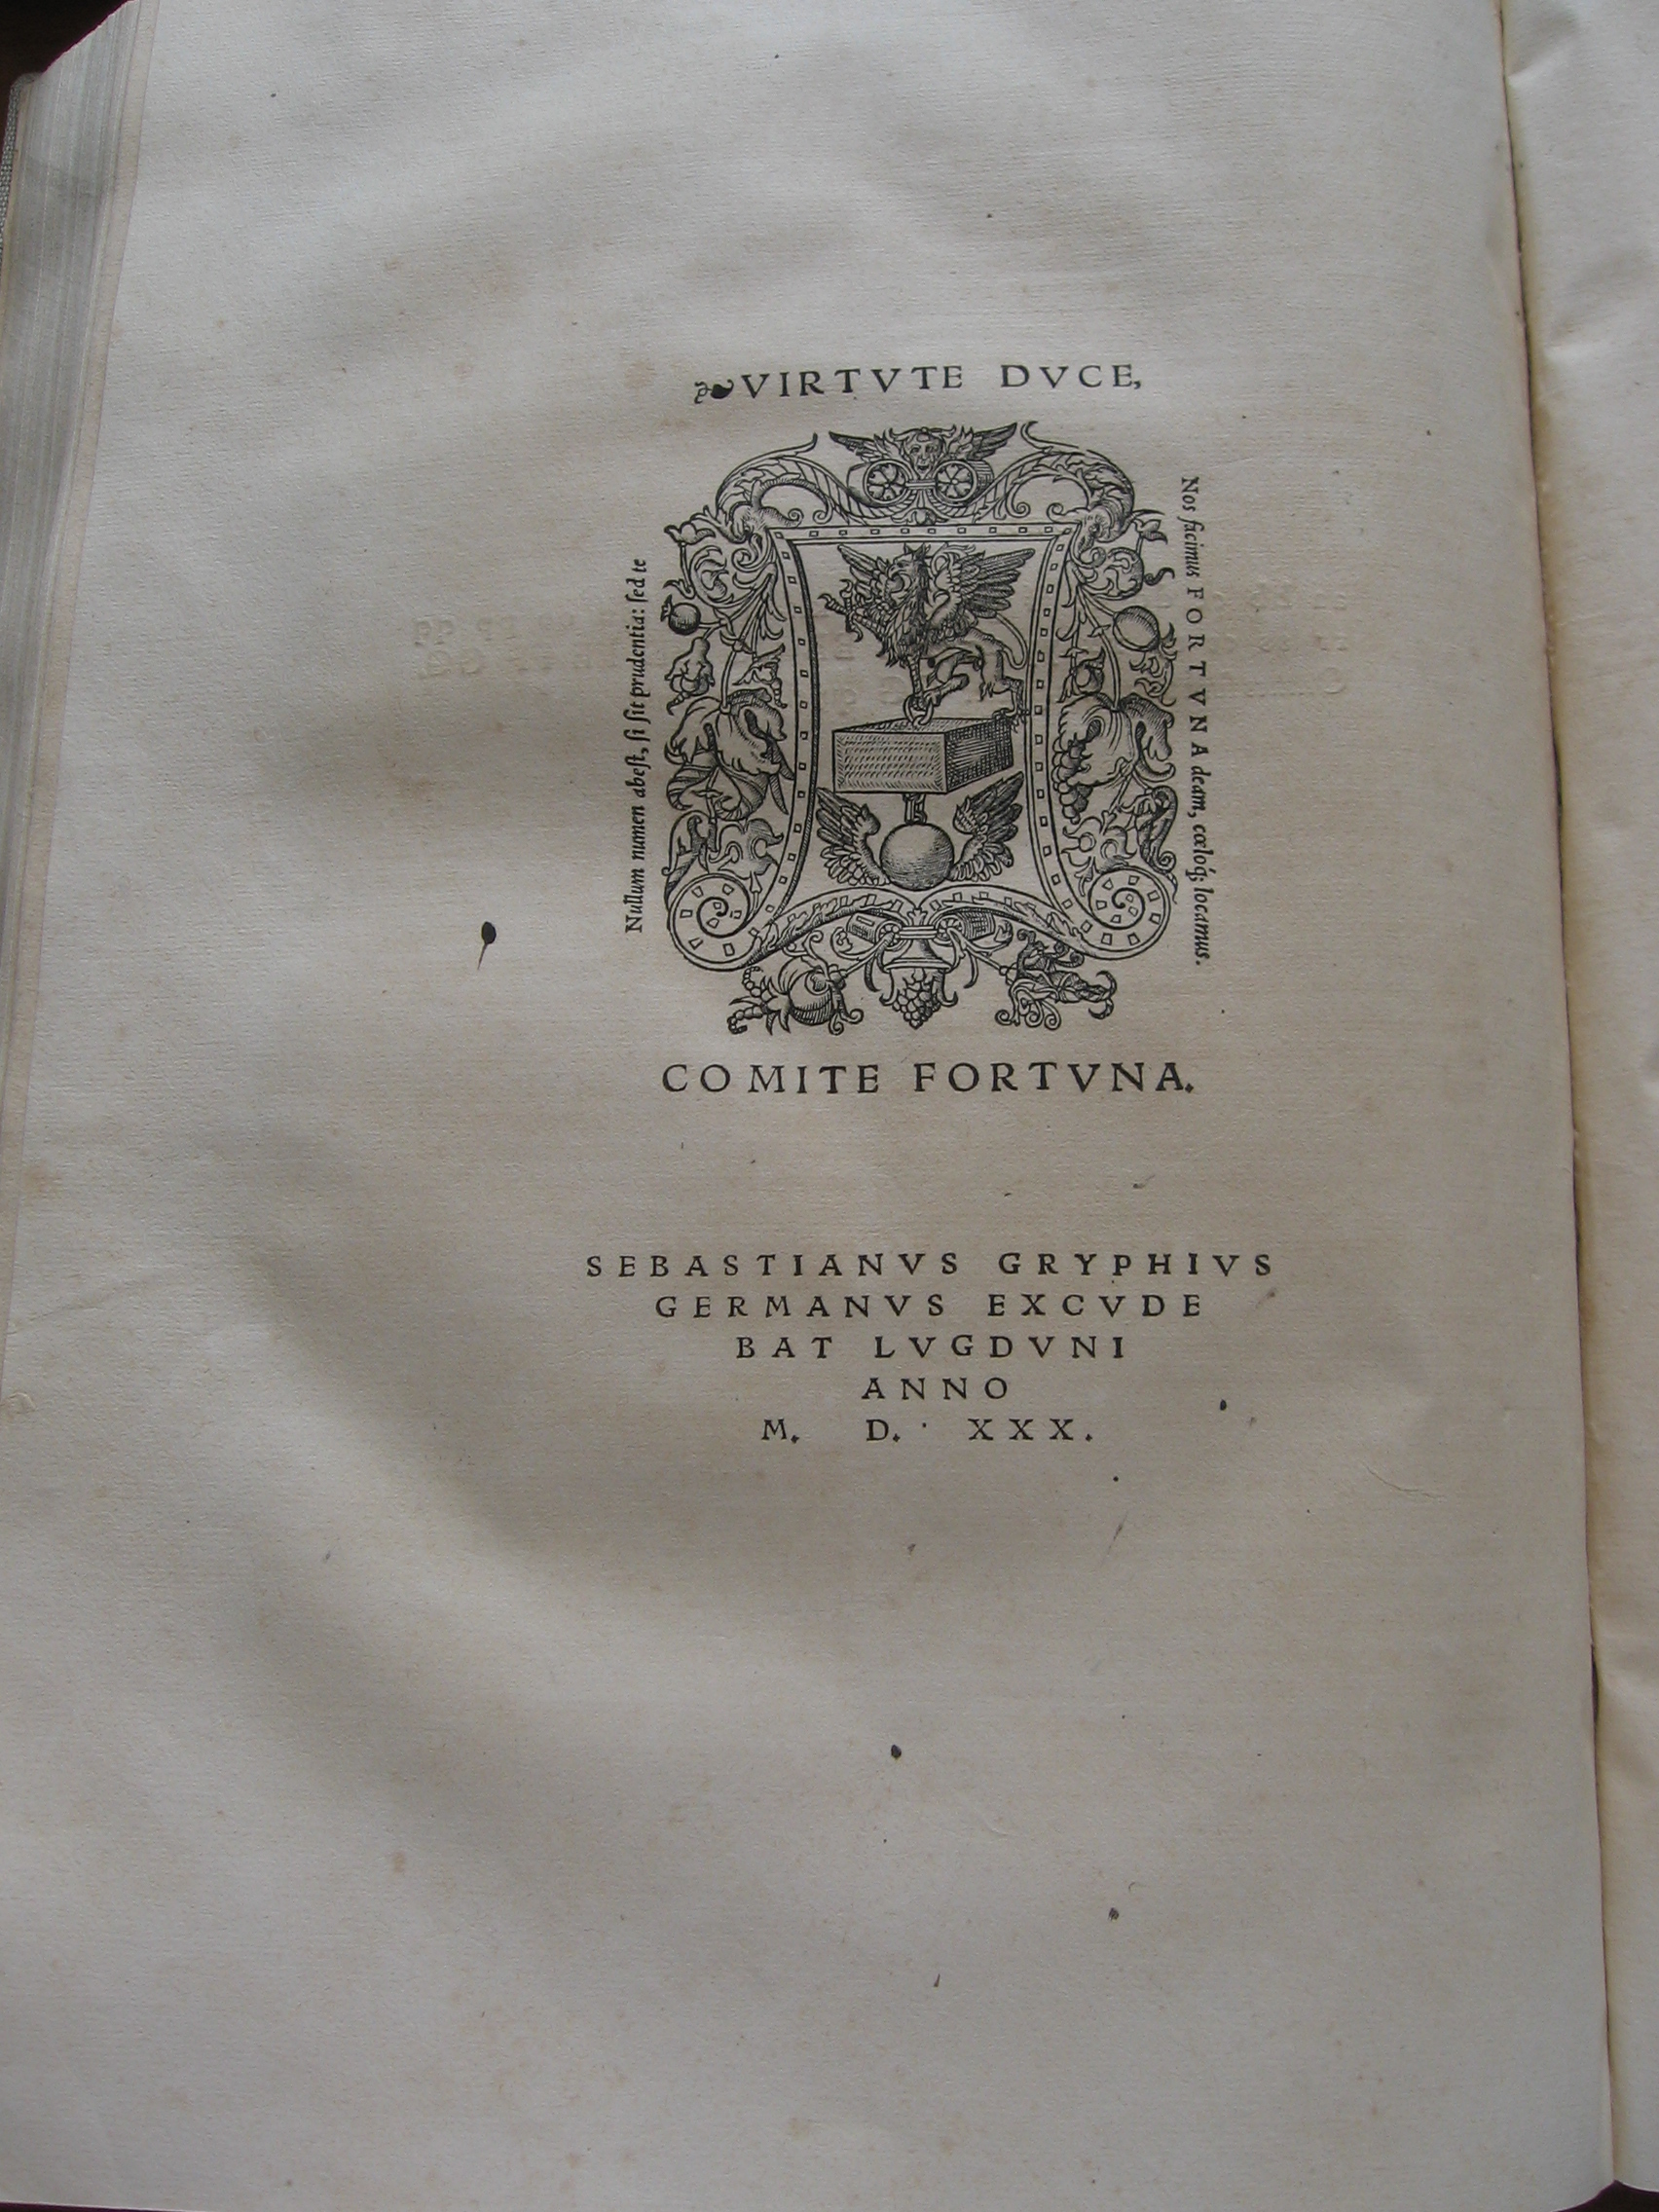 ❧VIRTVTE DVCE,
Nullum numen abest, si sit prudentia: sed te
Nos facimus FORTVNA deam, cœloq́; locamus.
COMITE FORTVNA.
SEBASTIANVS GRYPHIVS
GERMANVS EXCVDE
BAT LVGDVNI
ANNO
M. D. XXX.